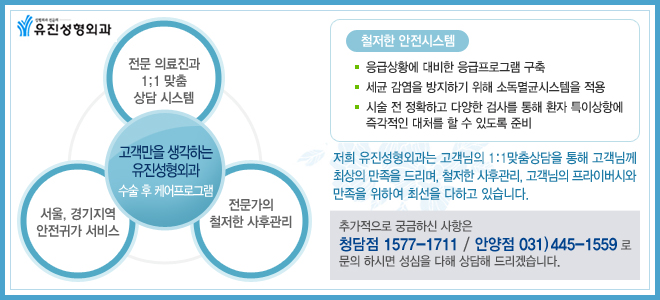 유진성형외과
전문 의료진과
1;1 맞춤
상담 시스템
고객만을 생각하는
유진성형외과
수술 후 케어프로그램
서울, 경기지역
안전귀가 서비스
전문가의
철저한 사후관리
철저한 안전시스템
응급상황에 대비한 응급프로그램 구축
세균 감염을 방지하기 위해 소독멸균시스템을 적용
시술 전 정확하고 다양한 검사를 통해 환자 특이상항에
즉각적인 대처를 할 수 있도록 준비
저희 유진성형외과는 고객님의 1:1맞춤상담을 통해 고객님께
최상의 만족을 드리며, 철저한 사후관리, 고객님의 프라이버시와
만족을 위하여 최선을 다하고 있습니다.
추가적으로 궁금하신 사항은
청담점 1577-1711 / 안양점 031)445-1559 로
문의 하시면 성심을 다해 상담해 드리겠습니다.